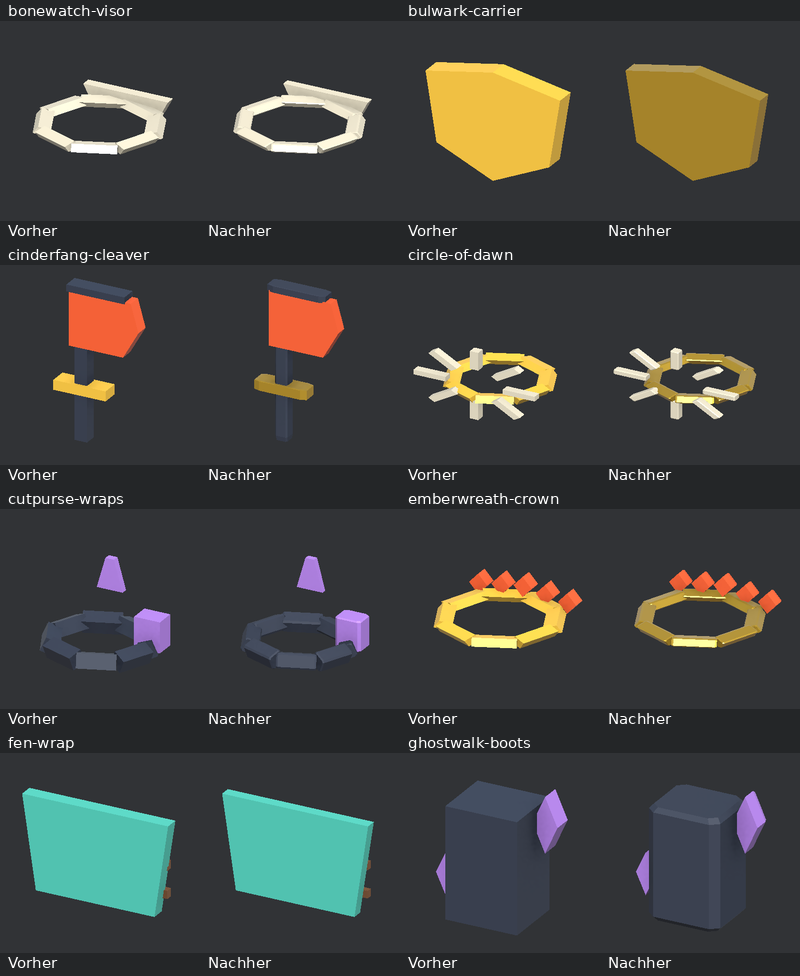 bonewatch-visor
bulwark-carrier
Vorher
Nachher
Vorher
Nachher
cinderfang-cleaver
circle-of-dawn
Vorher
Nachher
Vorher
Nachher
cutpurse-wraps
emberwreath-crown
Vorher
Nachher
Vorher
Nachher
fen-wrap
ghostwalk-boots
Vorher
Nachher
Vorher
Nachher